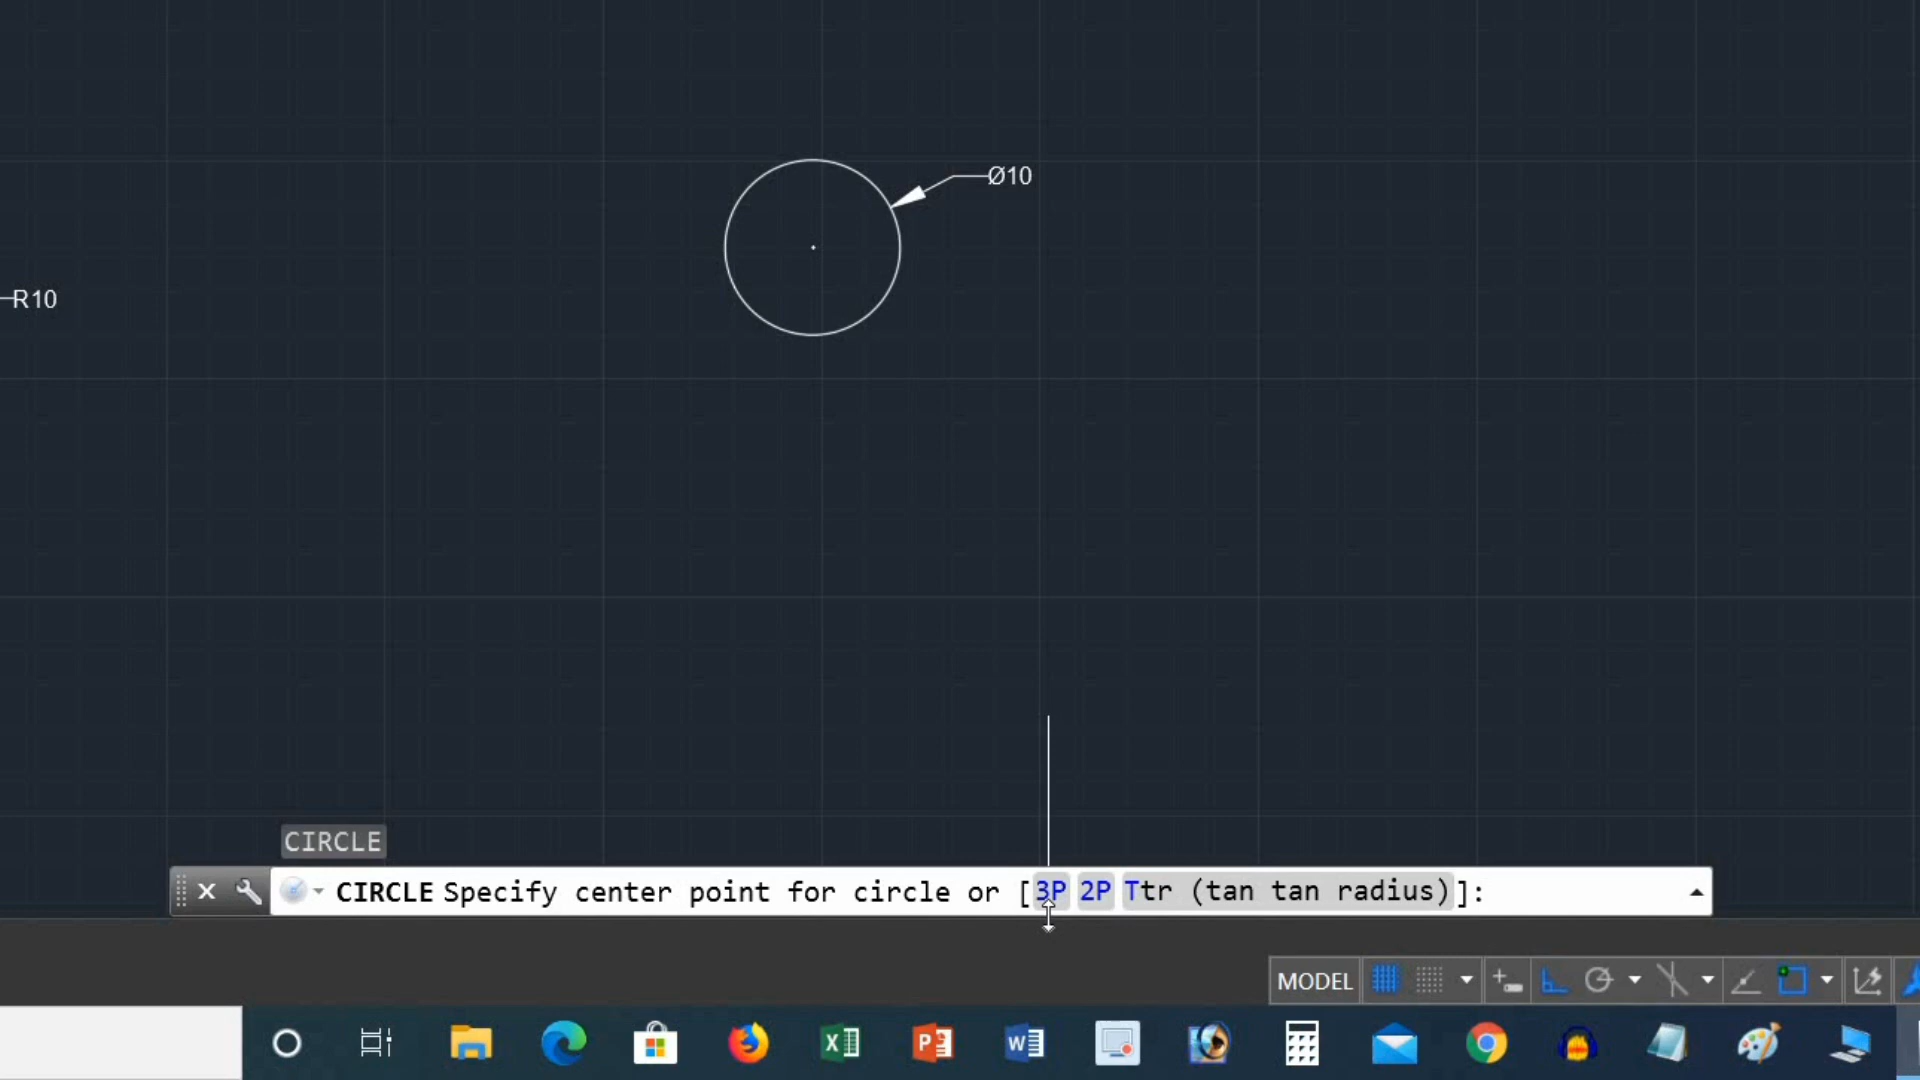 Ø10
R10
CIRCLE
CIRCLE Specify center point for circle or [3P 2P Ttr (tan tan radius)]:
MODEL